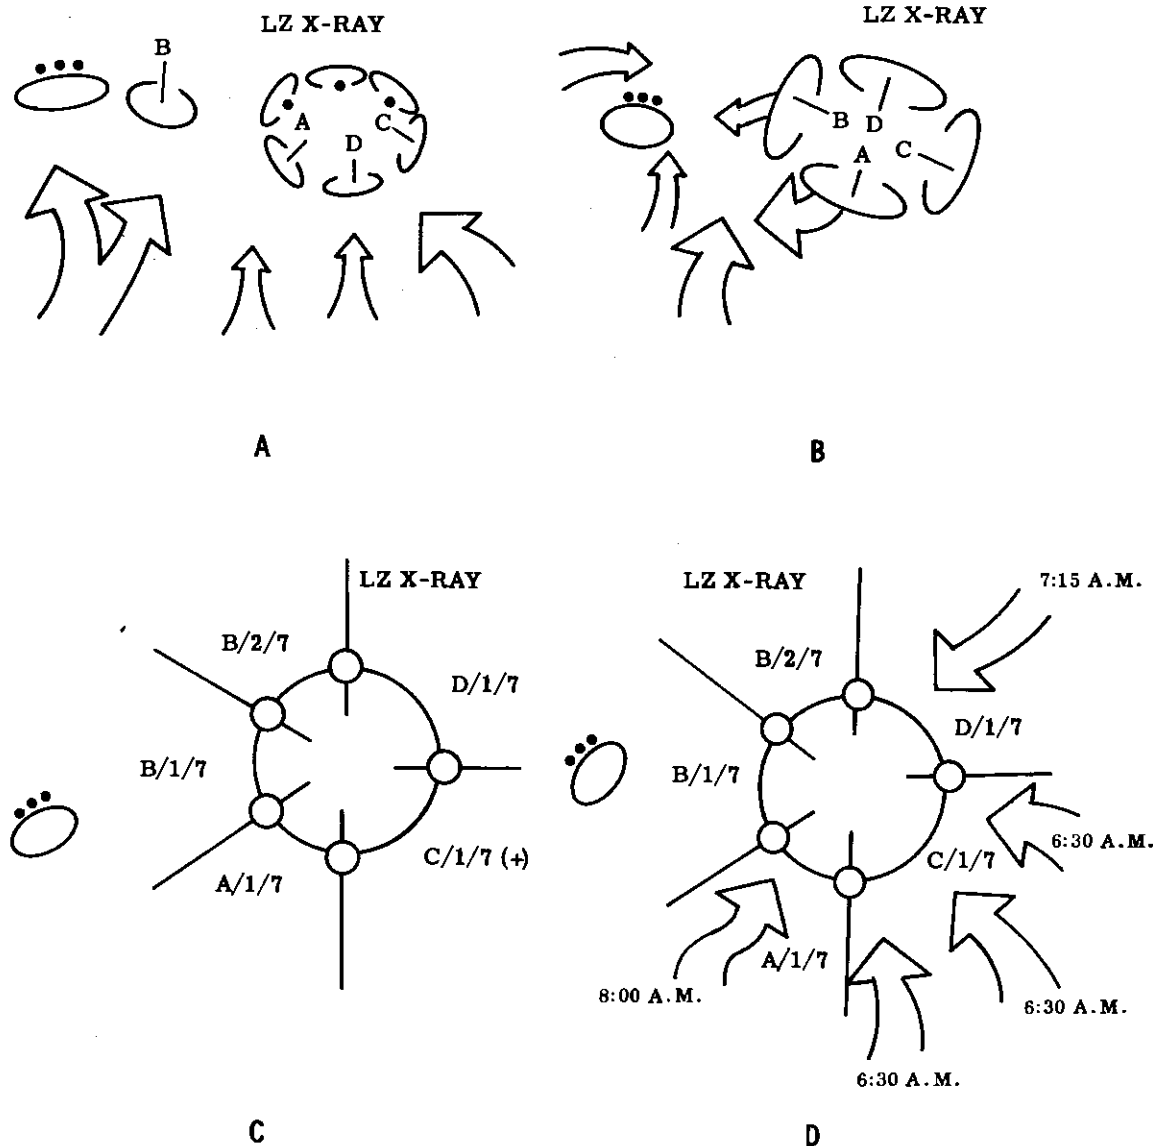 LZ X-RAY
B
A
C
D
A
LZ X-RAY
B
D
A
C
B
LZ X-RAY
B/2/7
D/1/7
B/1/7
C/1/7 (+)
A/1/7
C
LZ X-RAY
7:15 A.M.
B/2/7
D/1/7
B/1/7
6:30 A.M.
C/1/7
A/1/7
8:00 A.M.
6:30 A.M.
6:30 A.M.
D